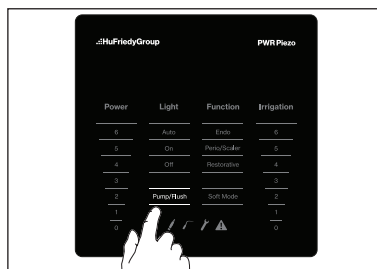 .:HuFriedyGroup PWR Piezo
Power Light Function Irrigation
6 Auto Endo 6
5 On Perio/Scaler 5
4 Off Restorative 4
3 3
2 Pump/Flush Soft Mode 2
1 1
0 0